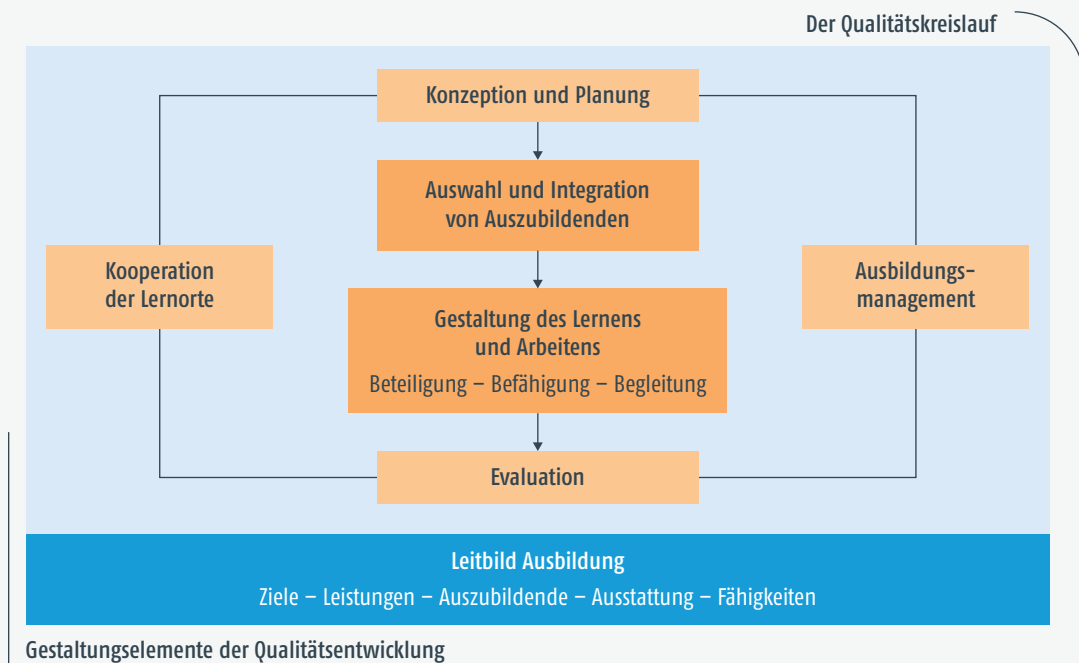 Der Qualitätskreislauf
Konzeption und Planung
Auswahl und Integration
von Auszubildenden
Kooperation
der Lernorte
Ausbildungs-
management
Gestaltung des Lernens
und Arbeitens
Beteiligung – Befähigung – Begleitung
Evaluation
Leitbild Ausbildung
Ziele – Leistungen – Auszubildende – Ausstattung – Fähigkeiten
Gestaltungselemente der Qualitätsentwicklung